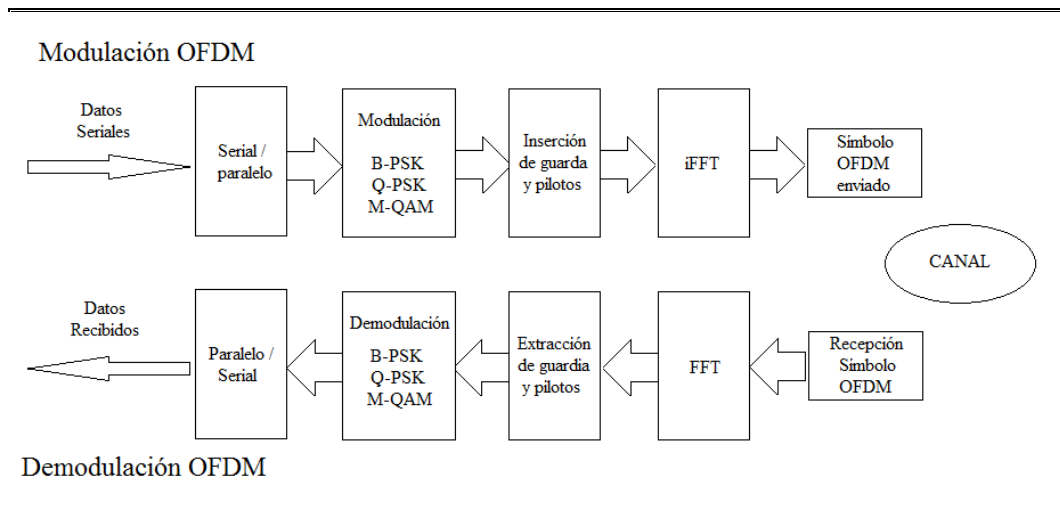 Modulación OFDM
Datos
Seriales
Serial /
paralelo
Modulación
B-PSK
Q-PSK
M-QAM
Inserción
de guarda
y pilotos
iFFT
Símbolo
OFDM
enviado
CANAL
Datos
Recibidos
Paralelo /
Serial
Demodulación
B-PSK
Q-PSK
M-QAM
Extracción
de guardia
y pilotos
FFT
Recepción
Símbolo
OFDM
Demodulación OFDM